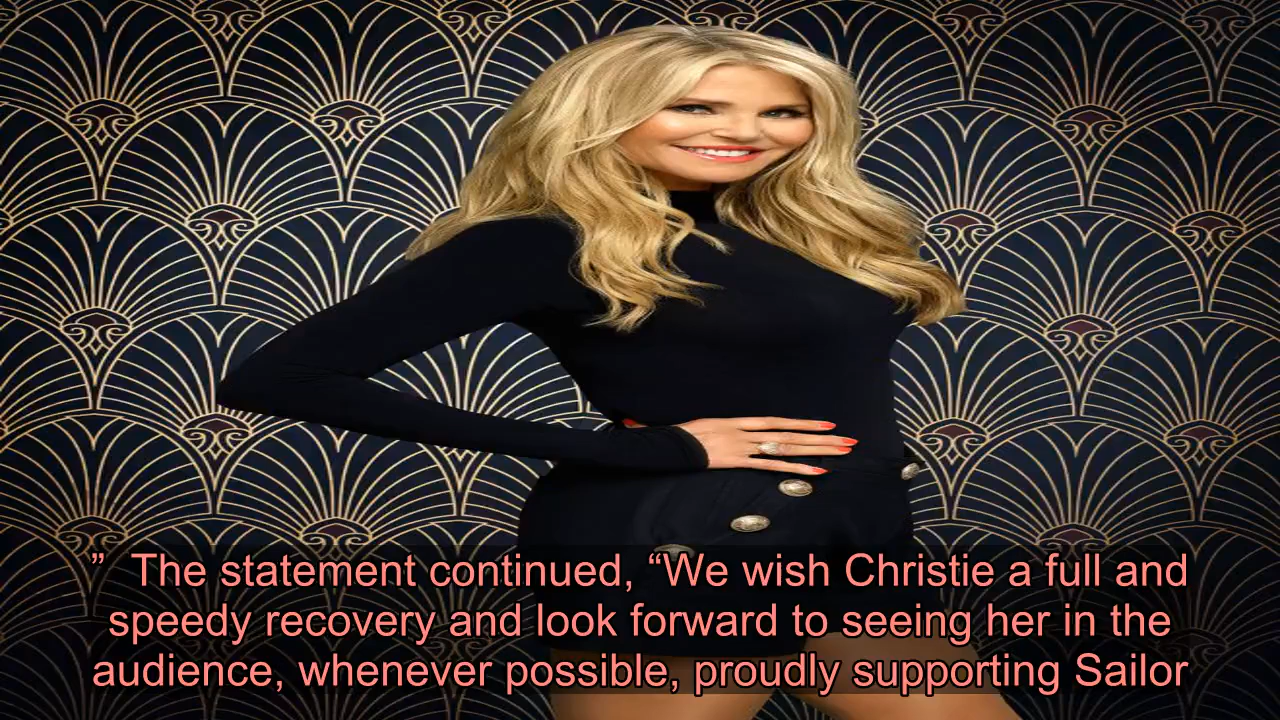 ”  The statement continued, “We wish Christie a full and
speedy recovery and look forward to seeing her in the
audience, whenever possible, proudly supporting Sailor